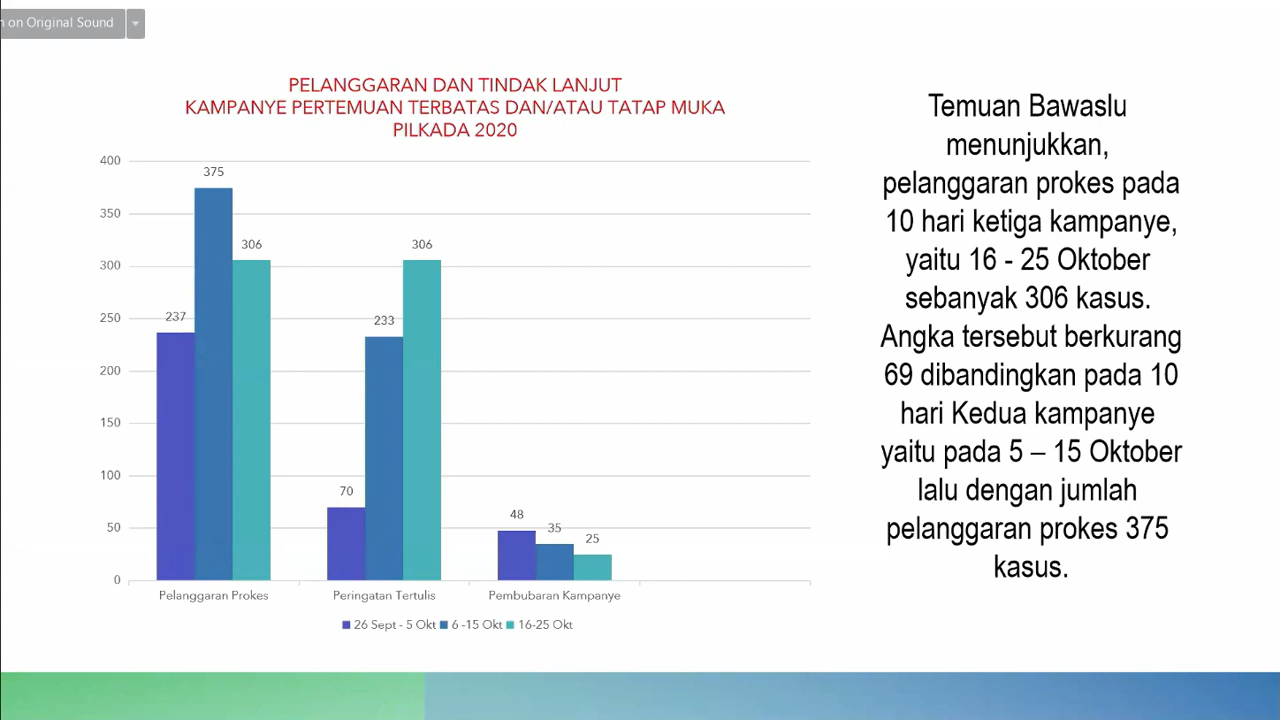 n on Original Sound
PELANGGARAN DAN TINDAK LANJUT
KAMPANYE PERTEMUAN TERBATAS DAN/ATAU TATAP MUKA
PILKADA 2020
400
350
300
250
200
150
100
50
0
375
306
237
306
233
70
48
35
25
Pelanggaran Prokes
Peringatan Tertulis
Pembubaran Kampanye
26 Sept - 5 Okt
6 -15 Okt
16-25 Okt
Temuan Bawaslu
menunjukkan,
pelanggaran prokes pada
10 hari ketiga kampanye,
yaitu 16 - 25 Oktober
sebanyak 306 kasus.
Angka tersebut berkurang
69 dibandingkan pada 10
hari Kedua kampanye
yaitu pada 5 – 15 Oktober
lalu dengan jumlah
pelanggaran prokes 375
kasus.